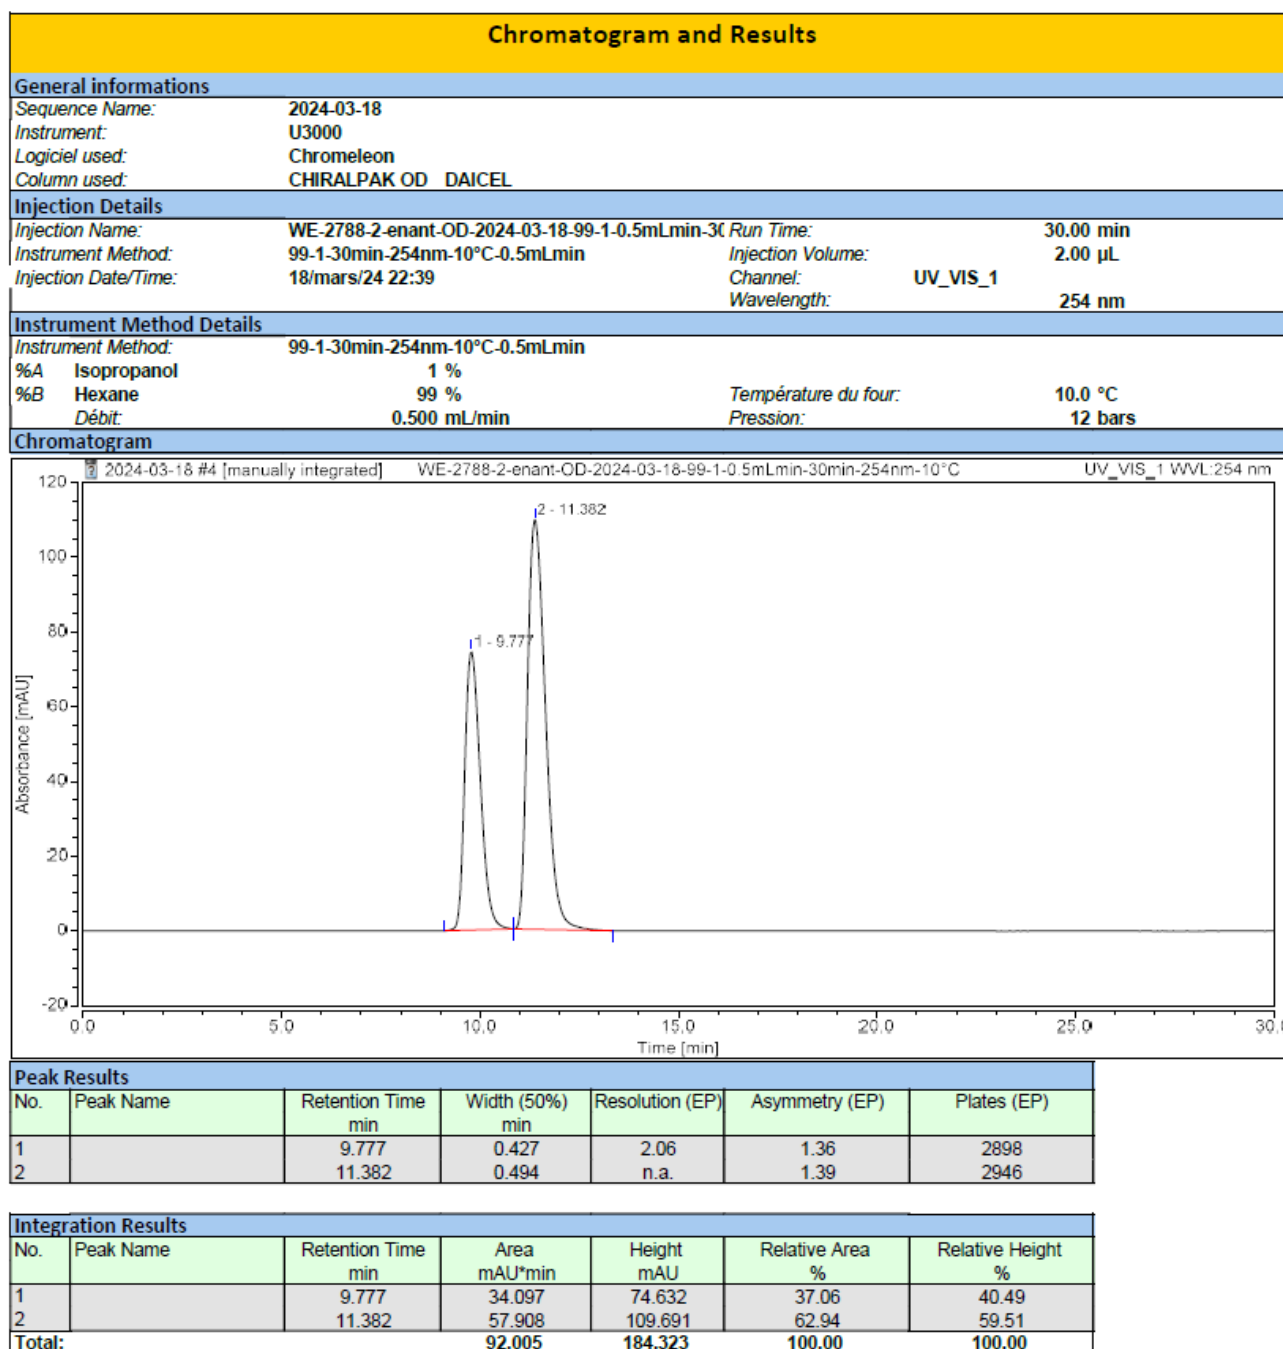 Chromatogram and Results
General informations
Sequence Name: 2024-03-18
Instrument: U3000
Logiciel used: Chromeleon
Column used: CHIRALPAK OD DAICEL
Injection Details
Injection Name: WE-2788-2-enant-OD-2024-03-18-99-1-0.5mLmin-30 Run Time: 30.00 min
Instrument Method: 99-1-30min-254nm-10°C-0.5mLmin Injection Volume: 2.00 µL
Injection Date/Time: 18/mars/24 22:39 Channel: UV_VIS_1
Wavelength: 254 nm
Instrument Method Details
Instrument Method: 99-1-30min-254nm-10°C-0.5mLmin
%A Isopropanol 1 %
%B Hexane 99 % Température du four: 10.0 °C
Débit: 0.500 mL/min Pression: 12 bars
Chromatogram
2024-03-18 #4 [manually integrated] WE-2788-2-enant-OD-2024-03-18-99-1-0.5mLmin-30min-254nm-10°C UV_VIS_1 WVL:254 nm
120
2 - 11.382
100
80
1 - 9.777
60
40
20
0
-20
Absorbance [mAU]
0.0 5.0 10.0 15.0 20.0 25.0 30.0
Time [min]
Peak Results
No. Peak Name Retention Time Width (50%) Resolution (EP) Asymmetry (EP) Plates (EP)
min min
1 9.777 0.427 2.06 1.36 2898
2 11.382 0.494 n.a. 1.39 2946
Integration Results
No. Peak Name Retention Time Area Height Relative Area Relative Height
min mAU*min mAU % %
1 9.777 34.097 74.632 37.06 40.49
2 11.382 57.908 109.691 62.94 59.51
Total: 92.005 184.323 100.00 100.00